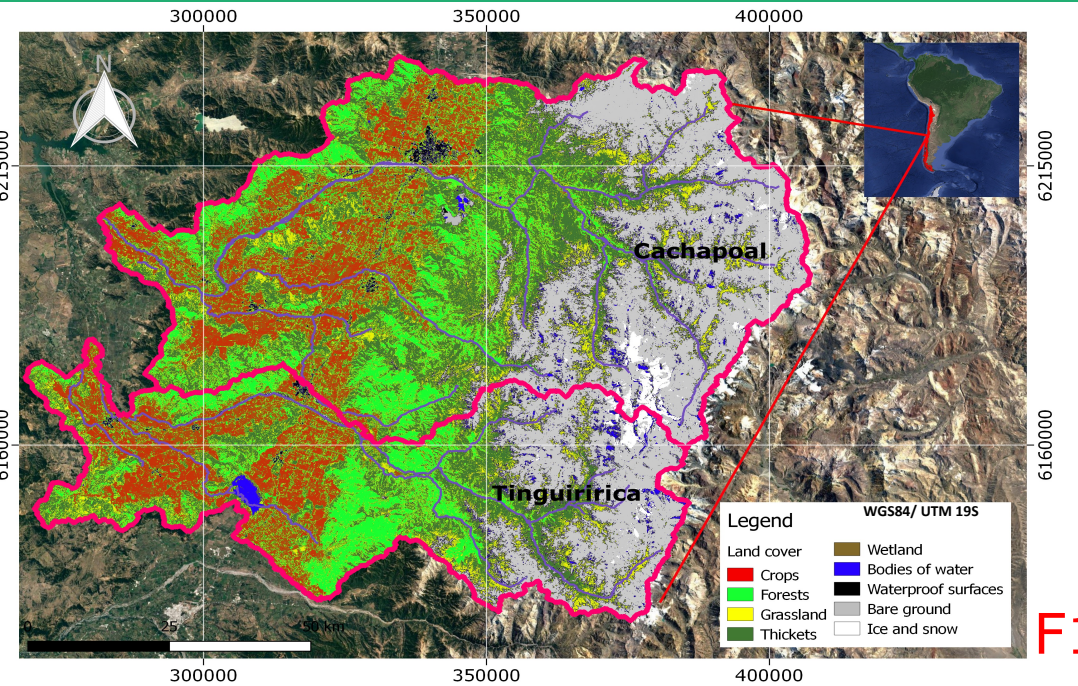 300000
350000
400000
N
6215000
6215000
Cachapoal
6160000
6160000
Tinguiririca
WGS84/ UTM 19S
Legend
Land cover
Crops
Forests
Grassland
Thickets
Wetland
Bodies of water
Waterproof surfaces
Bare ground
Ice and snow
0
25
50 km
300000
350000
400000